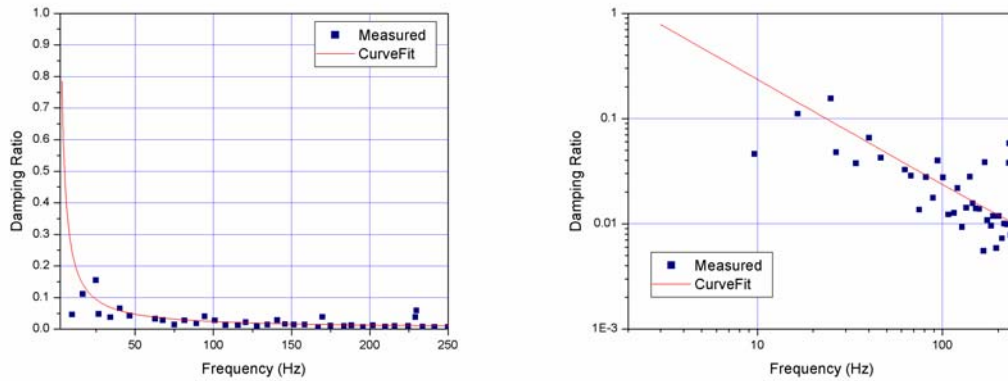 1.0
0.9
0.8
0.7
0.6
0.5
0.4
0.3
0.2
0.1
0.0
Damping Ratio
50
100
150
200
250
Frequency (Hz)
Measured
CurveFit
1
0.1
0.01
1E-3
Damping Ratio
10
100
Frequency (Hz)
Measured
CurveFit